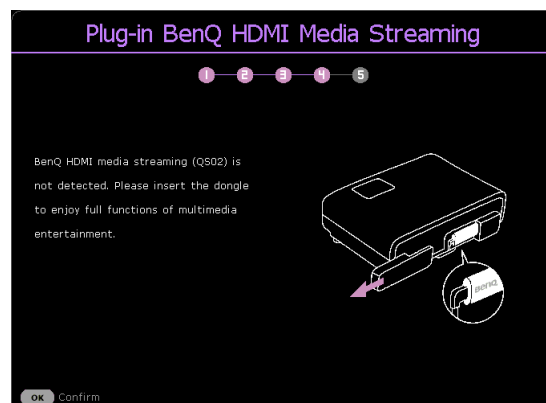 Plug-in BenQ HDMI Media Streaming
1 2 3 4 5
BenQ HDMI media streaming (QS02) is
not detected. Please insert the dongle
to enjoy full functions of multimedia
entertainment.
BenQ
OK Confirm